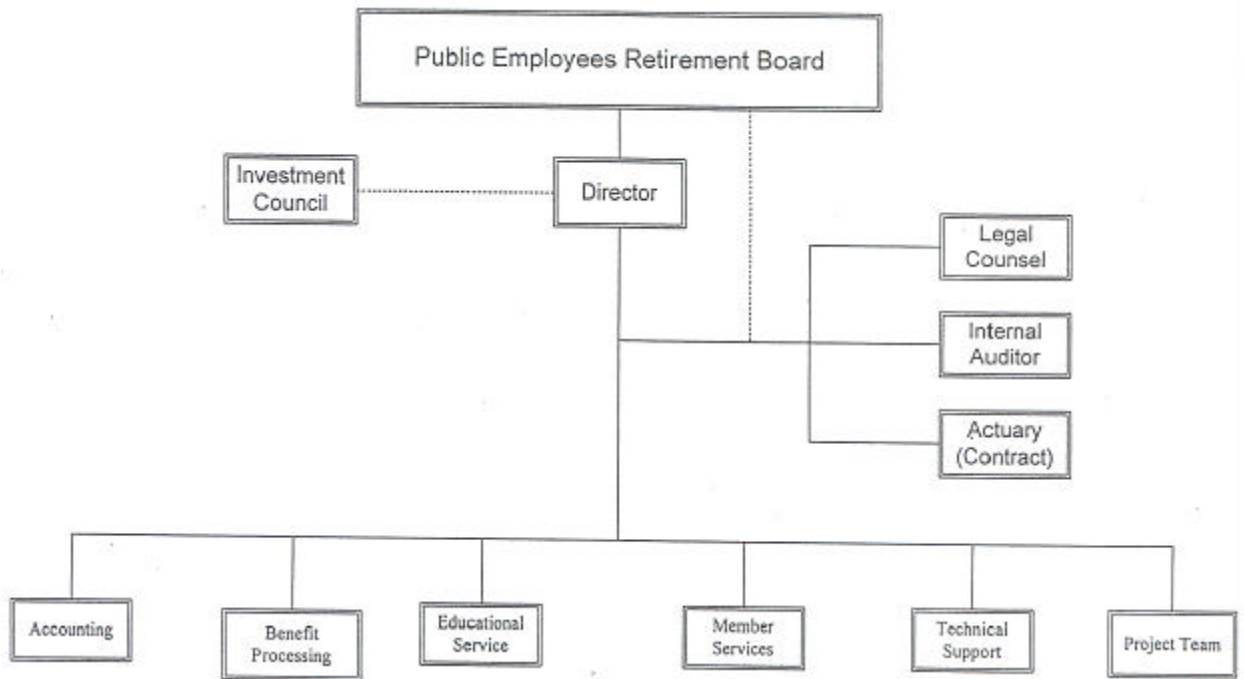 Public Employees Retirement Board
Investment
Council
Director
Legal
Counsel
Internal
Auditor
Actuary
(Contract)
Accounting
Benefit
Processing
Educational
Service
Member
Services
Technical
Support
Project Team